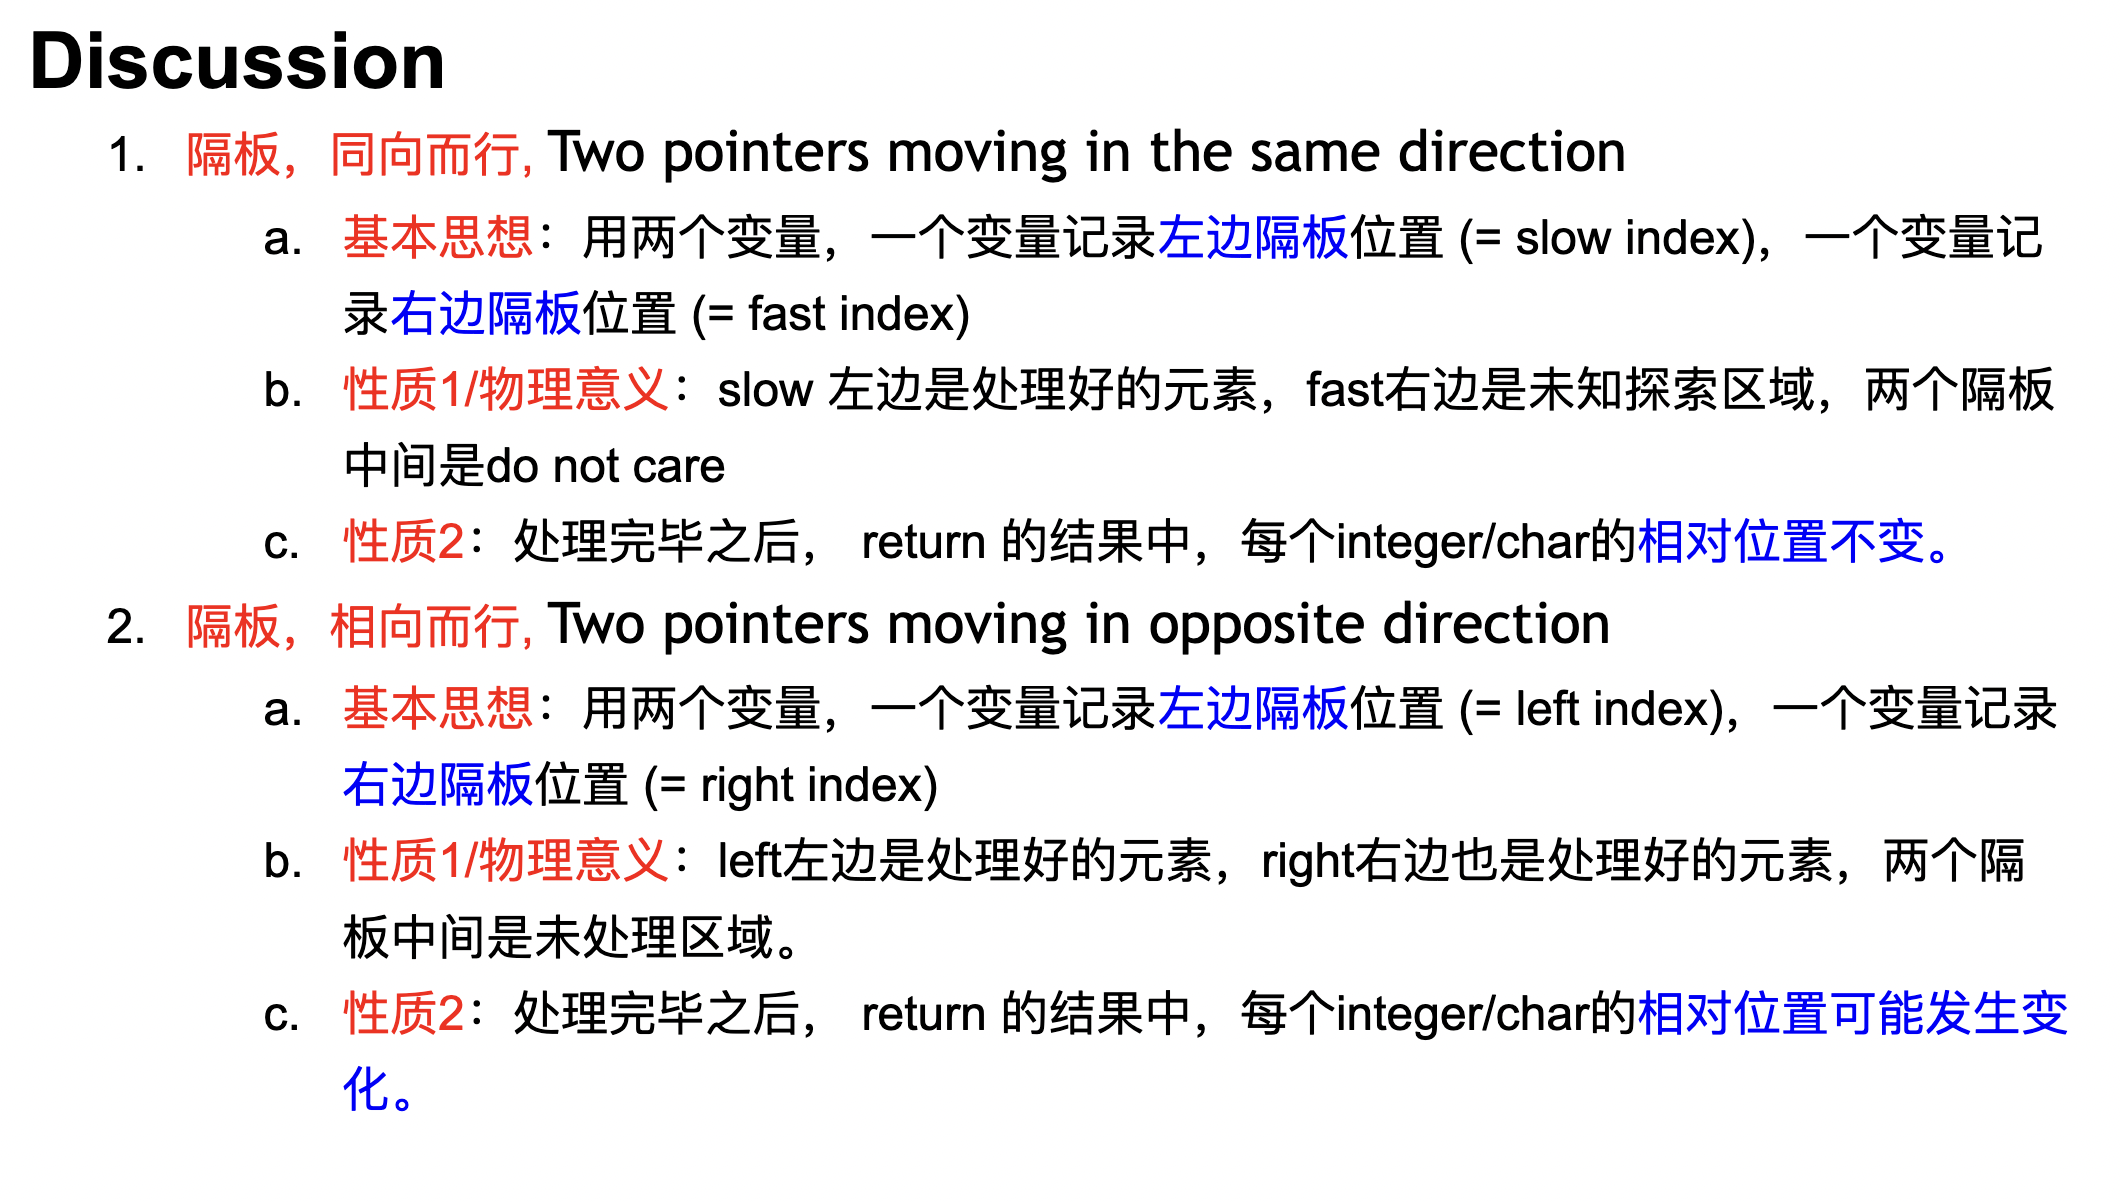 Discussion
1. 隔板，同向而行, Two pointers moving in the same direction
a. 基本思想：用两个变量，一个变量记录左边隔板位置 (= slow index)，一个变量记
录右边隔板位置 (= fast index)
b. 性质1/物理意义：slow 左边是处理好的元素，fast右边是未知探索区域，两个隔板
中间是do not care
c. 性质2：处理完毕之后， return 的结果中，每个integer/char的相对位置不变。
2. 隔板，相向而行, Two pointers moving in opposite direction
a. 基本思想：用两个变量，一个变量记录左边隔板位置 (= left index)，一个变量记录
右边隔板位置 (= right index)
b. 性质1/物理意义：left左边是处理好的元素，right右边也是处理好的元素，两个隔
板中间是未处理区域。
c. 性质2：处理完毕之后， return 的结果中，每个integer/char的相对位置可能发生变
化。